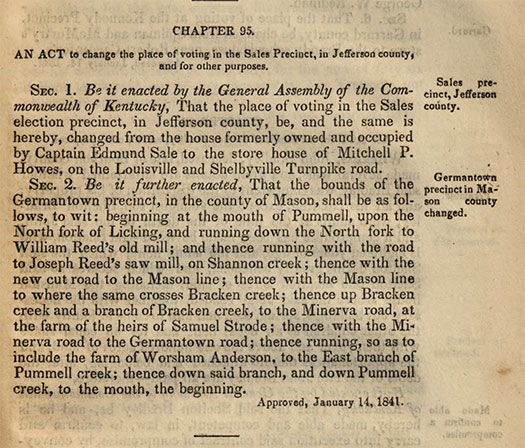 CHAPTER 95.
AN ACT to change the place of voting in the Sales Precinct, in Jefferson county,
and for other purposes.
SEC. 1. Be it enacted by the General Assembly of the Com-
monwealth of Kentucky, That the place of voting in the Sales
election precinct, in Jefferson county, be, and the same is
hereby, changed from the house formerly owned and occupied
by Captain Edmund Sale to the store house of Mitchell P.
Howes, on the Louisville and Shelbyville Turnpike road.
Sales pre-
cinct, Jefferson
county.
SEC. 2. Be it further enacted, That the bounds of the
Germantown precinct, in the county of Mason, shall be as fol-
lows, to wit: beginning at the mouth of Pummell, upon the
North fork of Licking, and running down the North fork to
William Reed's old mill; and thence running with the road
to Joseph Reed's saw mill, on Shannon creek; thence with the
new cut road to the Mason line; thence with the Mason line
to where the same crosses Bracken creek; thence up Bracken
creek and a branch of Bracken creek, to the Minerva road, at
the farm of the heirs of Samuel Strode; thence with the Mi-
nerva road to the Germantown road; thence running, so as to
include the farm of Worsham Anderson, to the East branch of
Pummell creek; thence down said branch, and down Pummell
creek, to the mouth, the beginning.
Germantown
precinct in Ma-
son county
changed.
Approved, January 14, 1841.